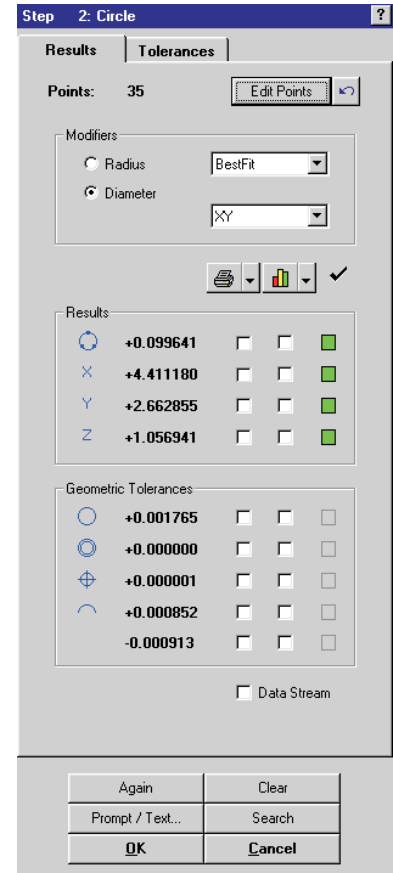 Step 2: Circle ?
Results Tolerances
Points: 35 Edit Points
Modifiers
Radius BestFit
Diameter
XY
Results
+0.099641
X +4.411180
Y +2.662855
Z +1.056941
Geometric Tolerances
+0.001765
+0.000000
+0.000001
+0.000852
-0.000913
Data Stream
Again Clear
Prompt / Text... Search
OK Cancel